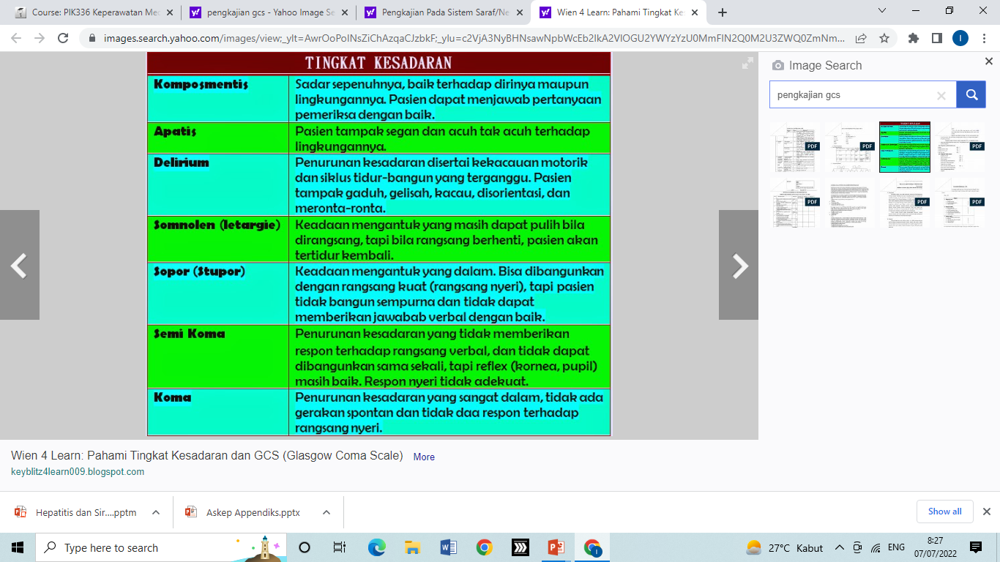 Course: PIK336 Keperawatan Med
pengkajian gcs - Yahoo Image Se
Pengkajian Pada Sistem Saraf/Ne
Wien 4 Learn: Pahami Tingkat Ke
images.search.yahoo.com/images/view;_ylt=AwrOoPoINsZiChAzqaCJzbkF;_ylu=c2VjA3NyBHNsawNpbWcEb2lkA2VlOGU2YWYzYzU0MmFlN2Q0M2U3ZWQ0ZmNm...
I
TINGKAT KESADARAN
Komposmentis
Sadar sepenuhnya, baik terhadap dirinya maupun
lingkungannya. Pasien dapat menjawab pertanyaan
pemeriksa dengan baik.
Apatis
Pasien tampak segan dan acuh tak acuh terhadap
lingkungannya.
Delirium
Penurunan kesadaran disertai kekacauan motorik
dan siklus tidur-bangun yang terganggu. Pasien
tampak gaduh, gelisah, kacau, disorientasi, dan
meronta-ronta.
Somnolen (letargie)
Keadaan mengantuk yang masih dapat pulih bila
dirangsang, tapi bila rangsang berhenti, pasien akan
tertidur kembali.
Sopor (Stupor)
Keadaan mengantuk yang dalam. Bisa dibangunkan
dengan rangsang kuat (rangsang nyeri), tapi pasien
tidak bangun sempurna dan tidak dapat
memberikan jawabab verbal dengan baik.
Semi Koma
Penurunan kesadaran yang tidak memberikan
respon terhadap rangsang verbal, dan tidak dapat
dibangunkan sama sekali, tapi reflex (kornea, pupil)
masih baik. Respon nyeri tidak adekuat.
Koma
Penurunan kesadaran yang sangat dalam, tidak ada
gerakan spontan dan tidak daa respon terhadap
rangsang nyeri.
Image Search
pengkajian gcs
PDF
PDF
PDF
PDF
PDF
PDF
Wien 4 Learn: Pahami Tingkat Kesadaran dan GCS (Glasgow Coma Scale) More
keyblitz4learn009.blogspot.com
Hepatitis dan Sir....pptm
Askep Appendiks.pptx
Show all
Type here to search
27°C Kabut
ENG
8:27
07/07/2022